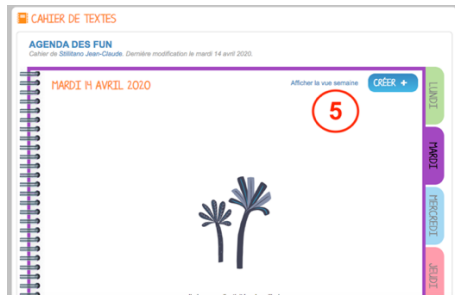 CAHIER DE TEXTES
AGENDA DES FUN
Cahier de Stilitano Jean-Claude. Dernière modification le mardi 14 avril 2020.
MARDI 14 AVRIL 2020
Afficher la vue semaine
CRÉER +
5
LUNDI
MARDI
MERCREDI
JEUDI